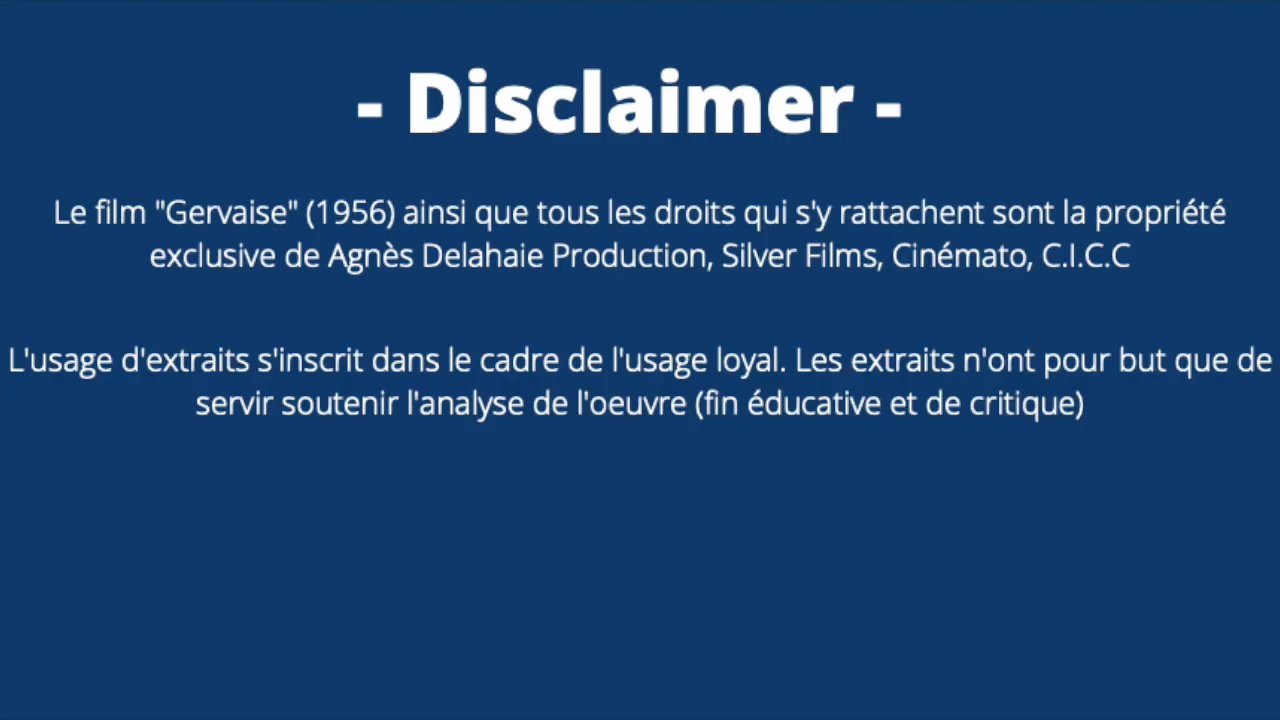 - Disclaimer -
Le film "Gervaise" (1956) ainsi que tous les droits qui s'y rattachent sont la propriété
exclusive de Agnès Delahaie Production, Silver Films, Cinémato, C.I.C.C
L'usage d'extraits s'inscrit dans le cadre de l'usage loyal. Les extraits n'ont pour but que de
servir soutenir l'analyse de l'oeuvre (fin éducative et de critique)